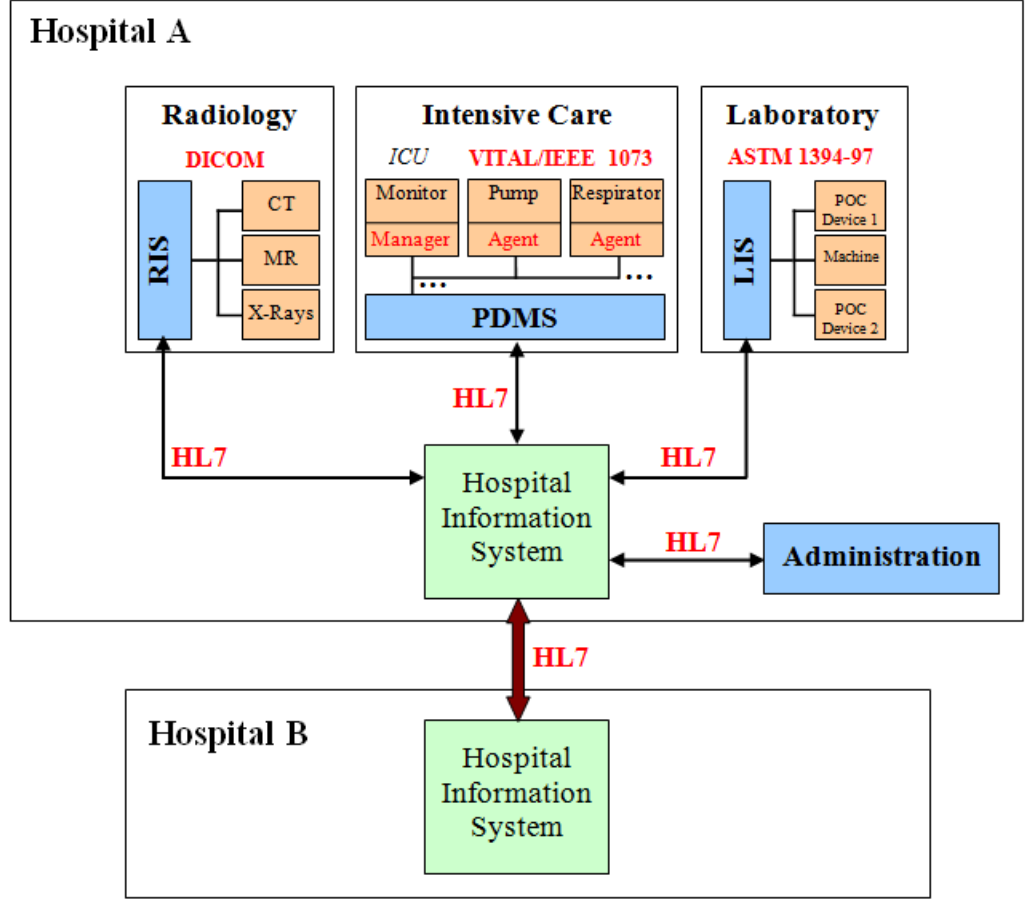 Hospital A
Radiology
DICOM
RIS
CT
MR
X-Rays
Intensive Care
ICU VITAL/IEEE 1073
Monitor Pump Respirator
Manager Agent Agent
... ...
PDMS
Laboratory
ASTM 1394-97
LIS
POC
Device 1
Machine
POC
Device 2
HL7
HL7
HL7
Hospital
Information
System
HL7
Administration
HL7
Hospital B
Hospital
Information
System